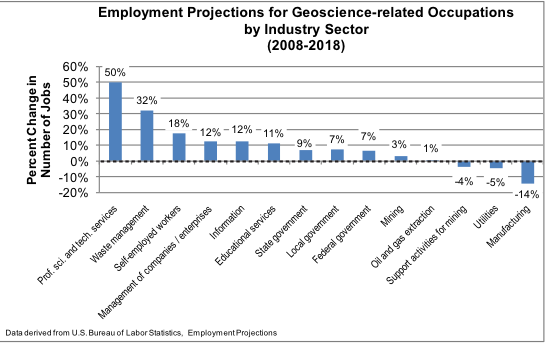 Employment Projections for Geoscience-related Occupations
by Industry Sector
(2008-2018)
Percent Change in
Number of Jobs
60%
50%
40%
30%
20%
10%
0%
-10%
-20%
50%
32%
18%
12%
12%
11%
9%
7%
7%
3%
1%
-4%
-5%
-14%
Prof. sci. and tech. services
Waste management
Self-employed workers
Management of companies / enterprises
Information
Educational services
State government
Local government
Federal government
Mining
Oil and gas extraction
Support activities for mining
Utilities
Manufacturing
Data derived from U.S. Bureau of Labor Statistics, Employment Projections